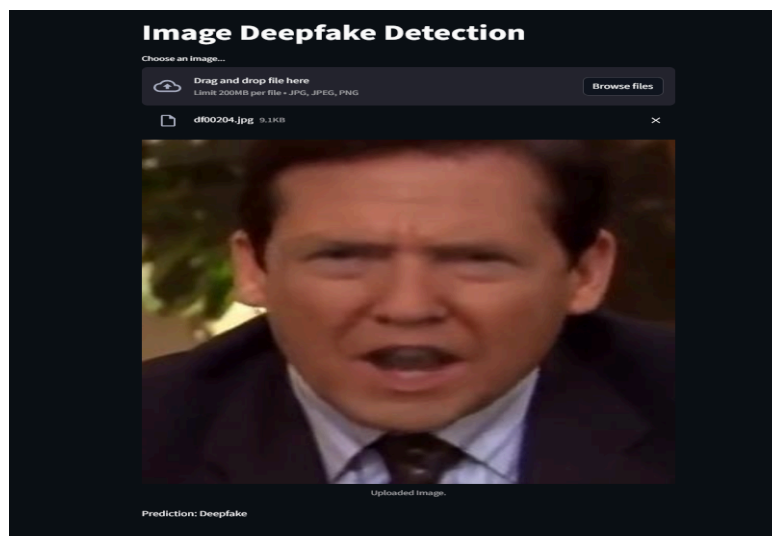 Image Deepfake Detection
Choose an image...
Drag and drop file here
Limit 200MB per file • JPG, JPEG, PNG
Browse files
df00204.jpg 9.1KB
Uploaded Image.
Prediction: Deepfake